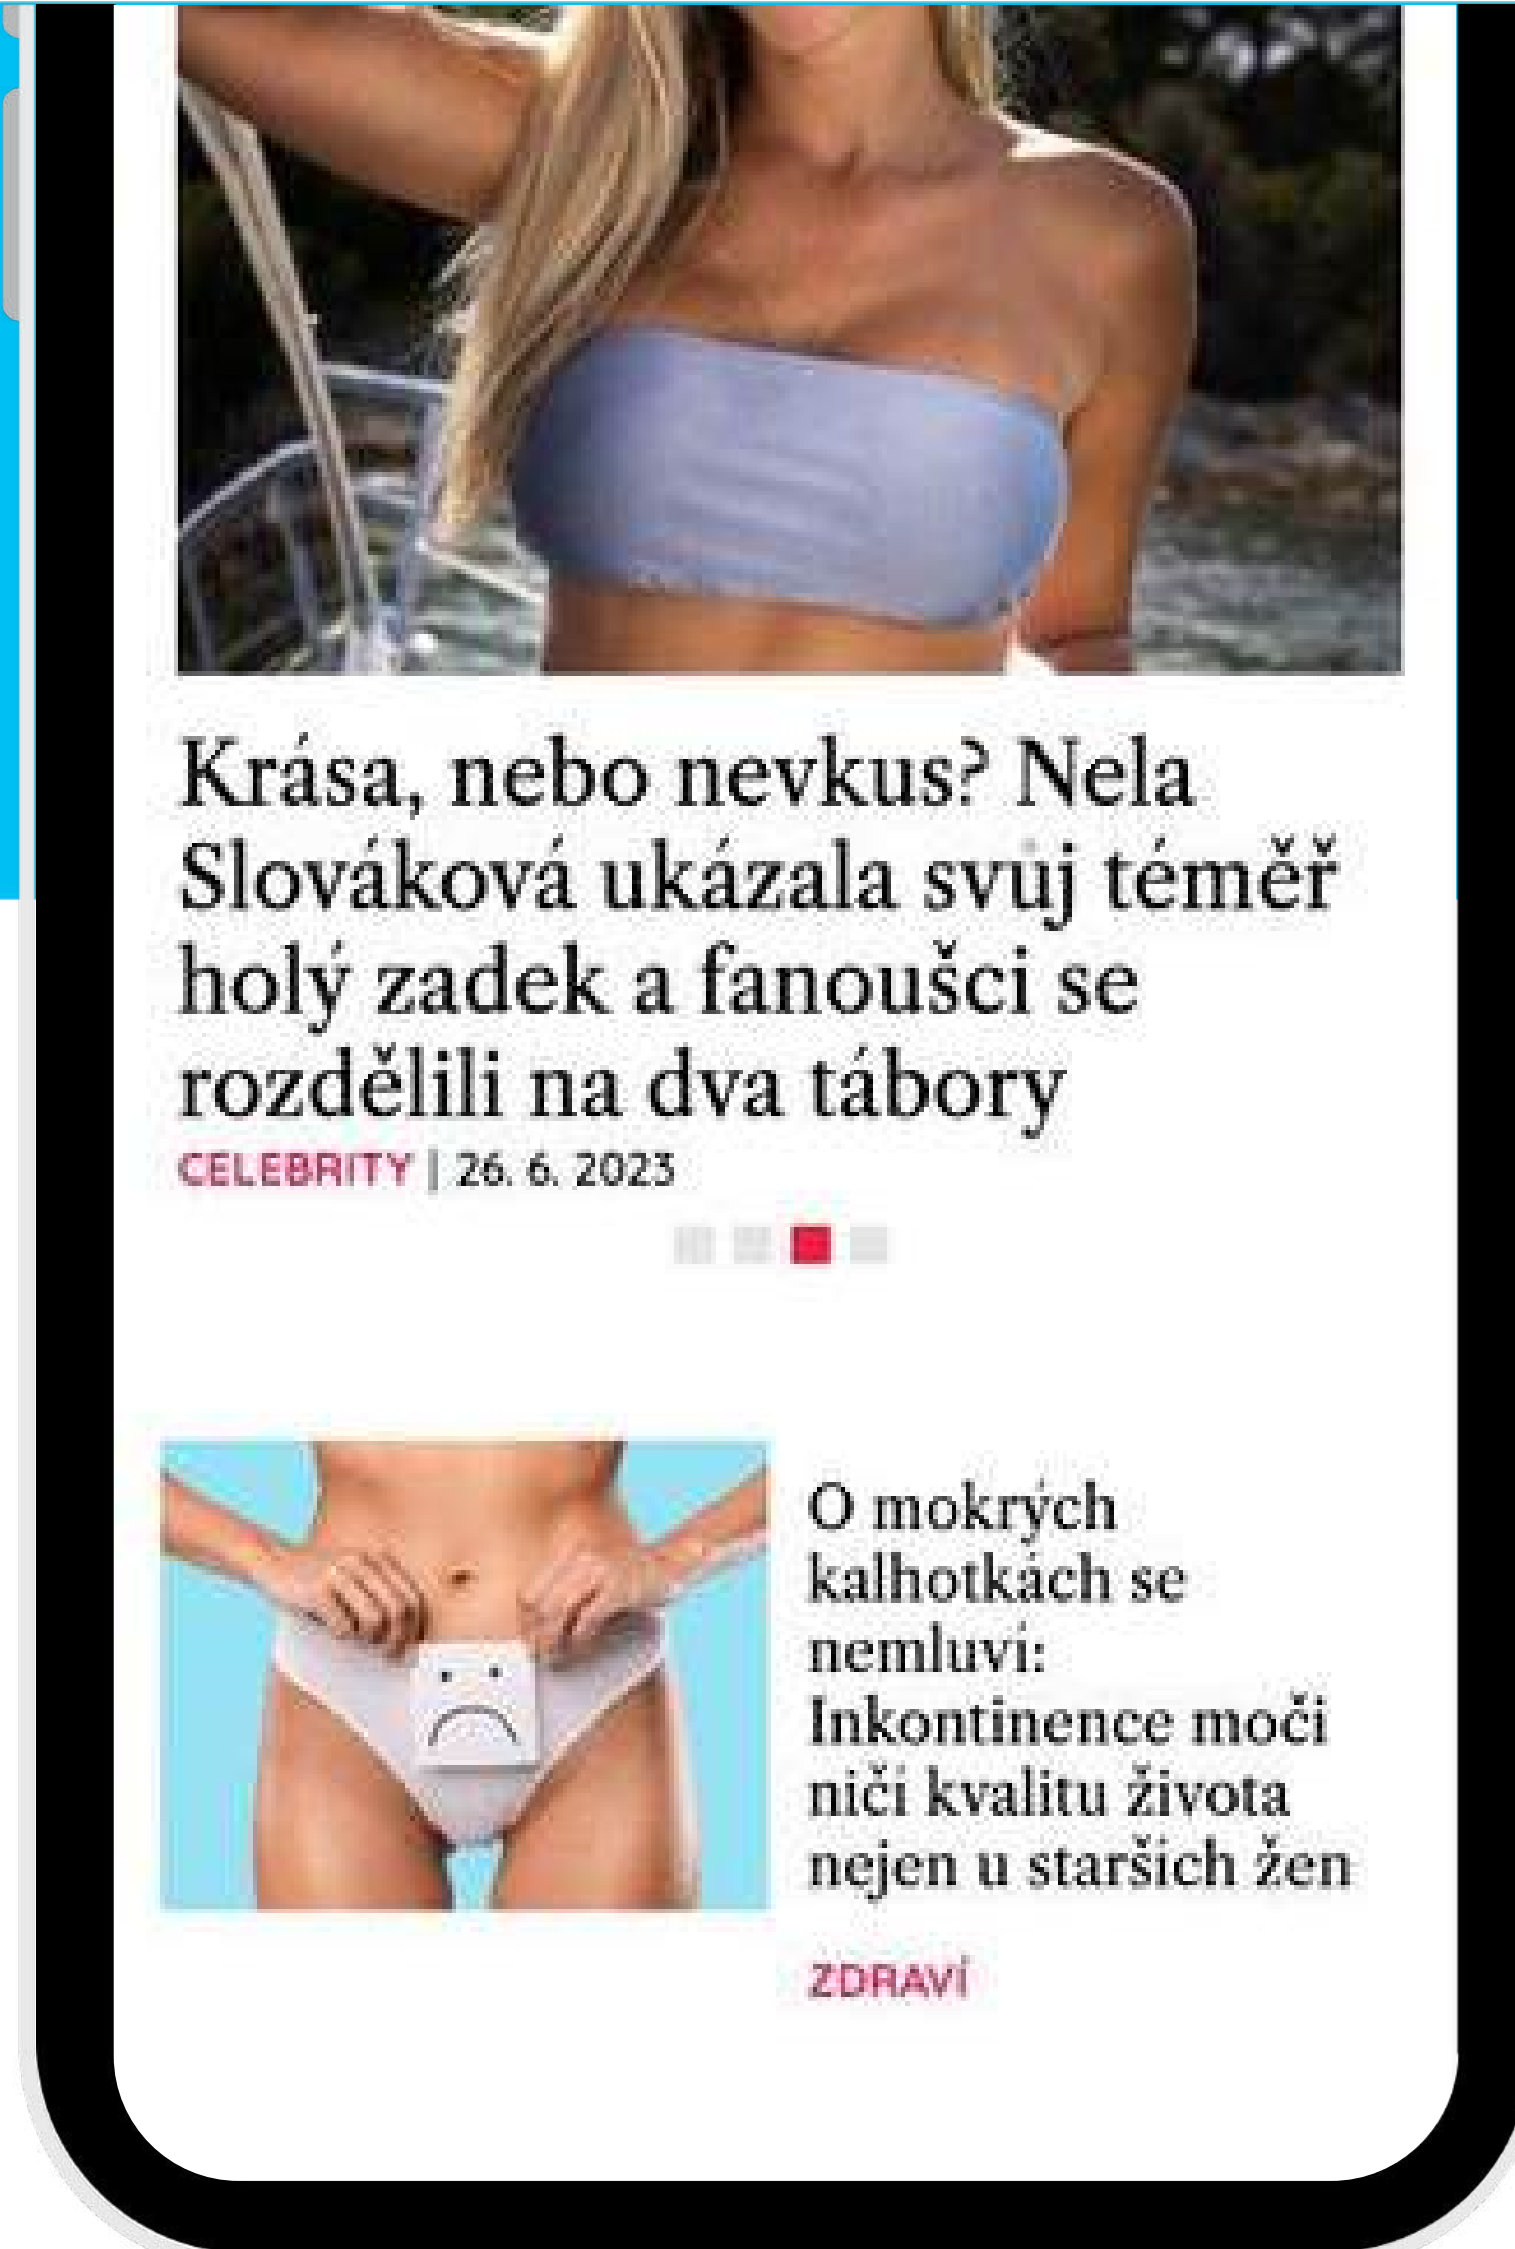 Krása, nebo nevkus? Nela
Slováková ukázala svůj téměř
holý zadek a fanoušci se
rozdělili na dva tábory
CELEBRITY | 26. 6. 2023
O mokrých
kalhotkách se
nemluví:
Inkontinence moči
ničí kvalitu života
nejen u starších žen
ZDRAVÍ